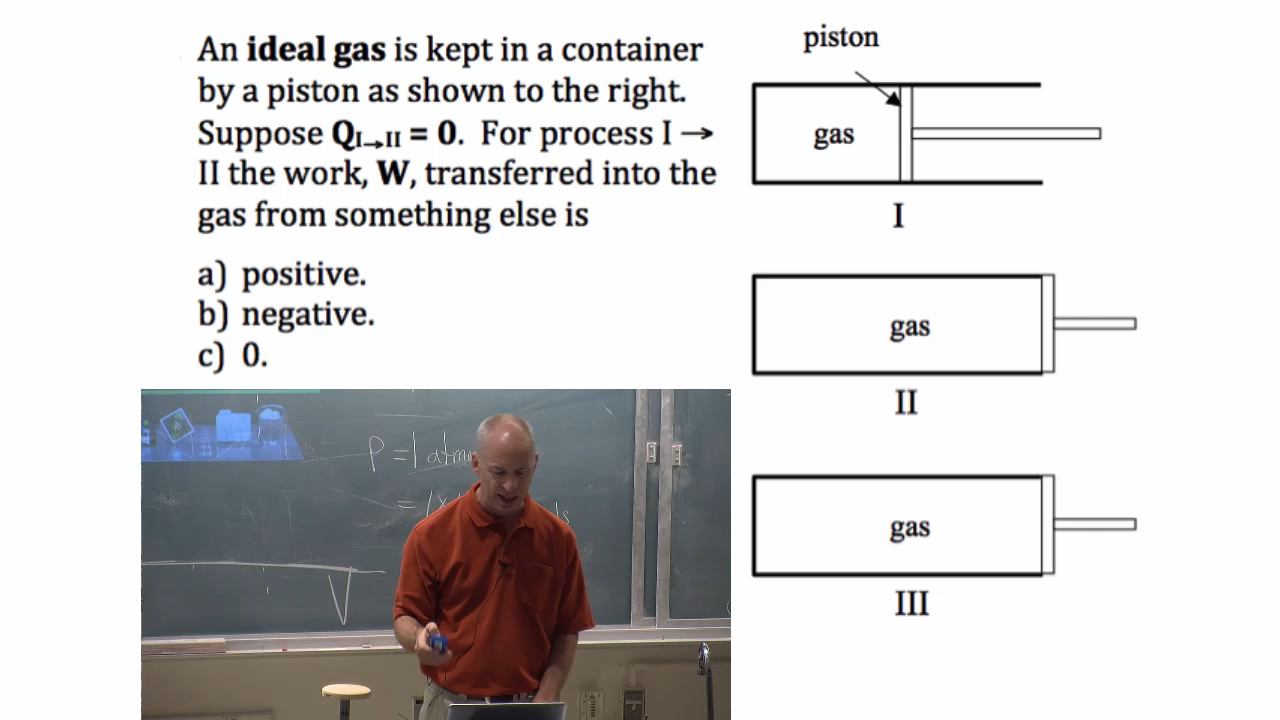 An ideal gas is kept in a container
by a piston as shown to the right.
Suppose Q_I→II = 0. For process I →
II the work, W, transferred into the
gas from something else is
a) positive.
b) negative.
c) 0.
piston
gas
I
gas
II
gas
III
P = 1 atm
=